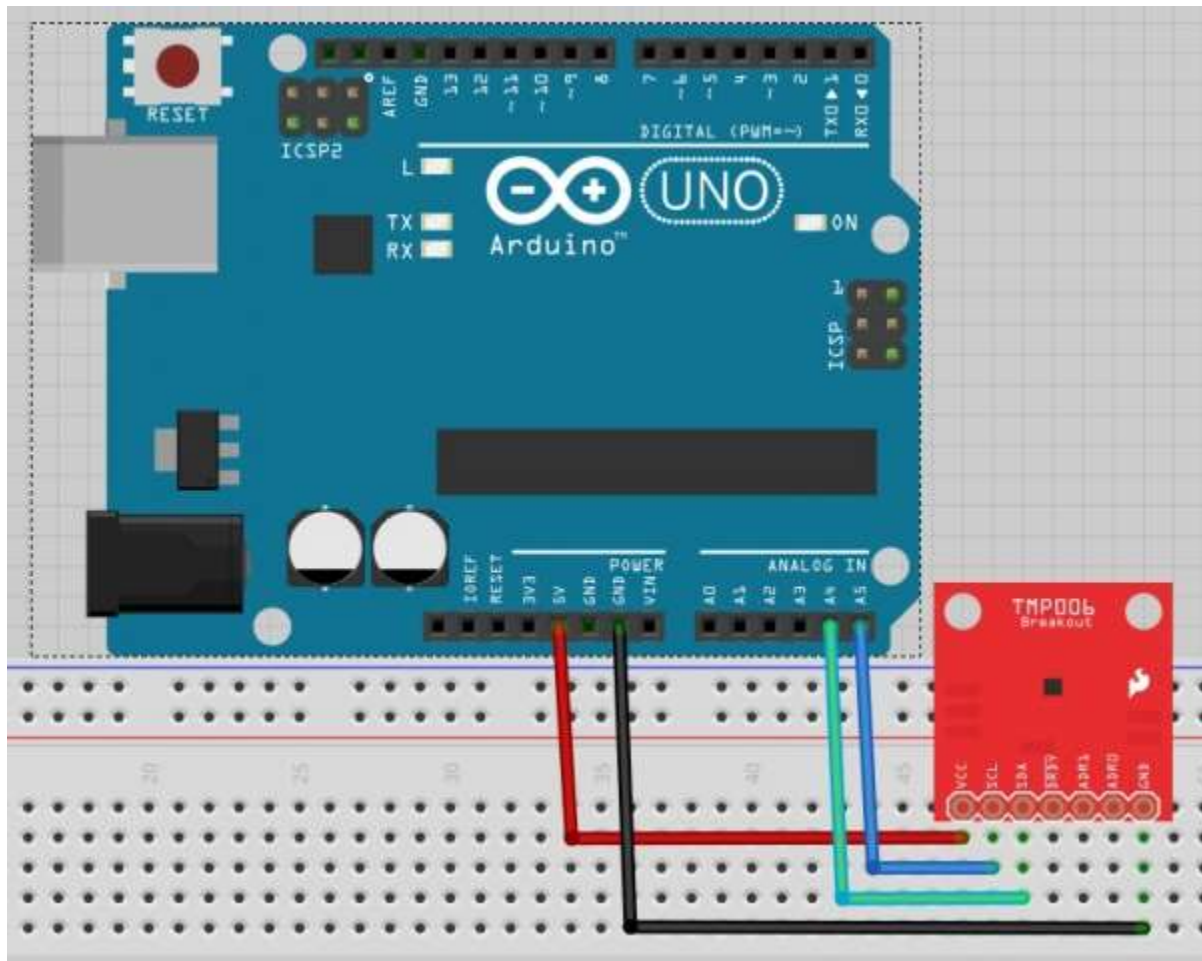 RESET
ICSP2
AREF
GND
13
12
~11
~10
~9
8
7
~6
~5
4
~3
2
TX0 ▶ 1
RX0 ◀ 0
DIGITAL (PWM=~)
L
TX
RX
UNO
Arduino™
ON
1
ICSP
IOREF
RESET
3V3
5V
GND
GND
VIN
POWER
A0
A1
A2
A3
A4
A5
ANALOG IN
TMP006
Breakout
VCC
SCL
SDA
DRDY
ADR1
ADR0
GND
20
25
30
35
40
45